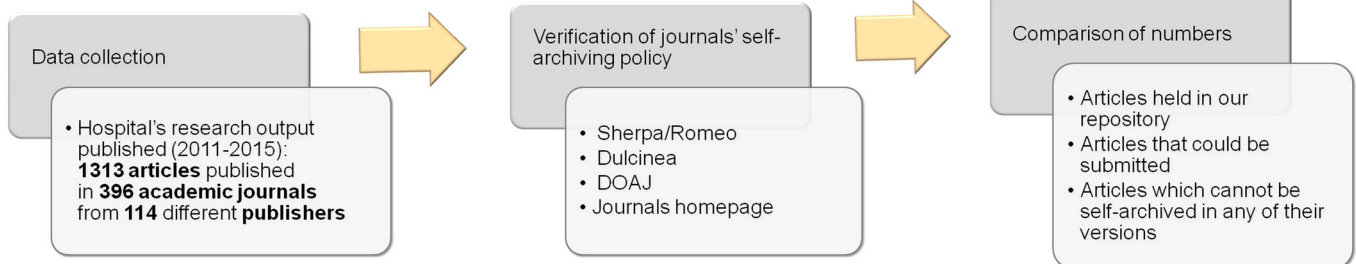 Data collection
• Hospital's research output
published (2011-2015):
1313 articles published
in 396 academic journals
from 114 different publishers
Verification of journals' self-
archiving policy
• Sherpa/Romeo
• Dulcinea
• DOAJ
• Journals homepage
Comparison of numbers
• Articles held in our
repository
• Articles that could be
submitted
• Articles which cannot be
self-archived in any of their
versions